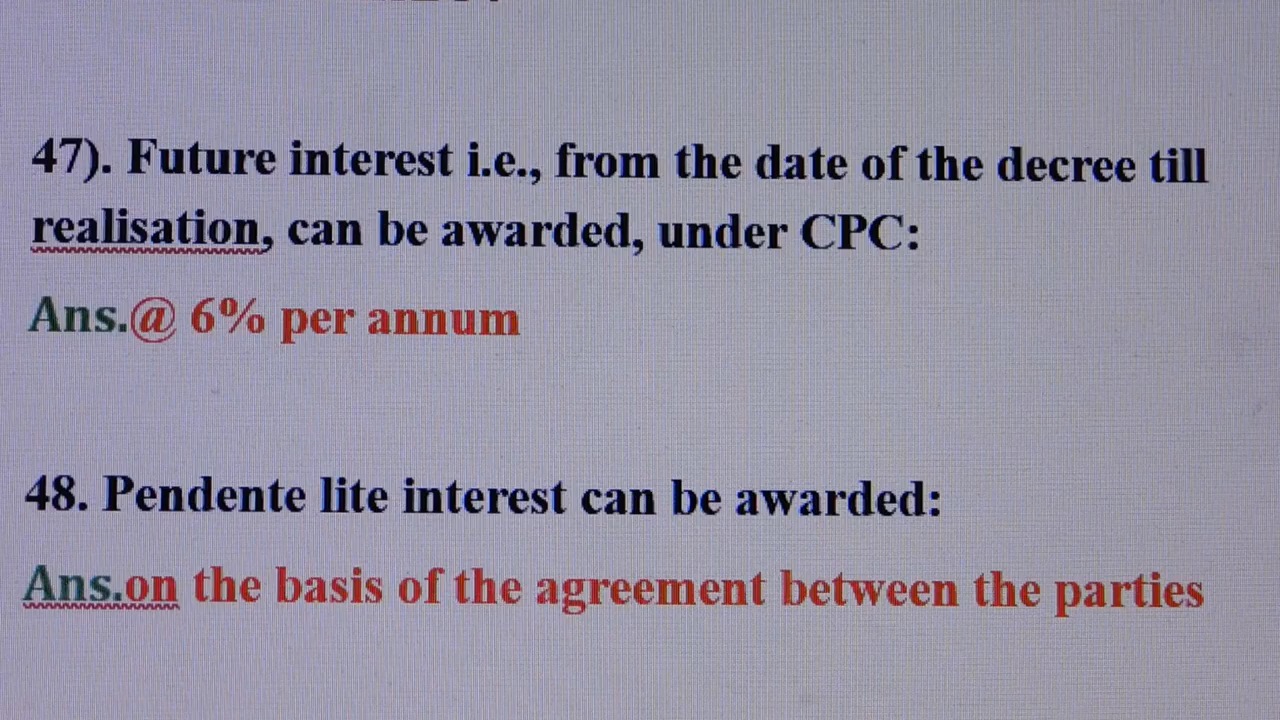 47). Future interest i.e., from the date of the decree till
realisation, can be awarded, under CPC:
Ans.@ 6% per annum
48. Pendente lite interest can be awarded:
Ans.on the basis of the agreement between the parties